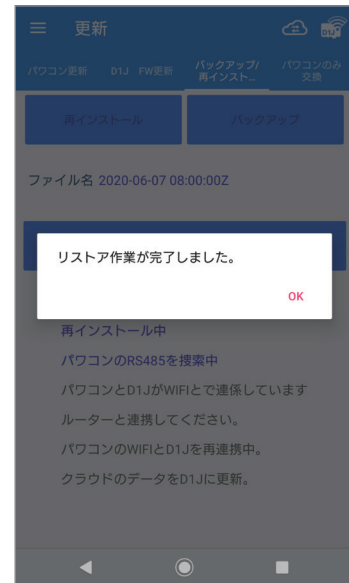 更新
D1J
パワコン更新 D1J FW更新 バックアップ/ パワコンのみ
再インスト... 交換
再インストール バックアップ
ファイル名 2020-06-07 08:00:00Z
リストア作業が完了しました。
OK
再インストール中
パワコンのRS485を捜索中
パワコンとD1JがWIFIとで連係しています
ルーターと連携してください。
パワコンのWIFIとD1Jを再連携中。
クラウドのデータをD1Jに更新。